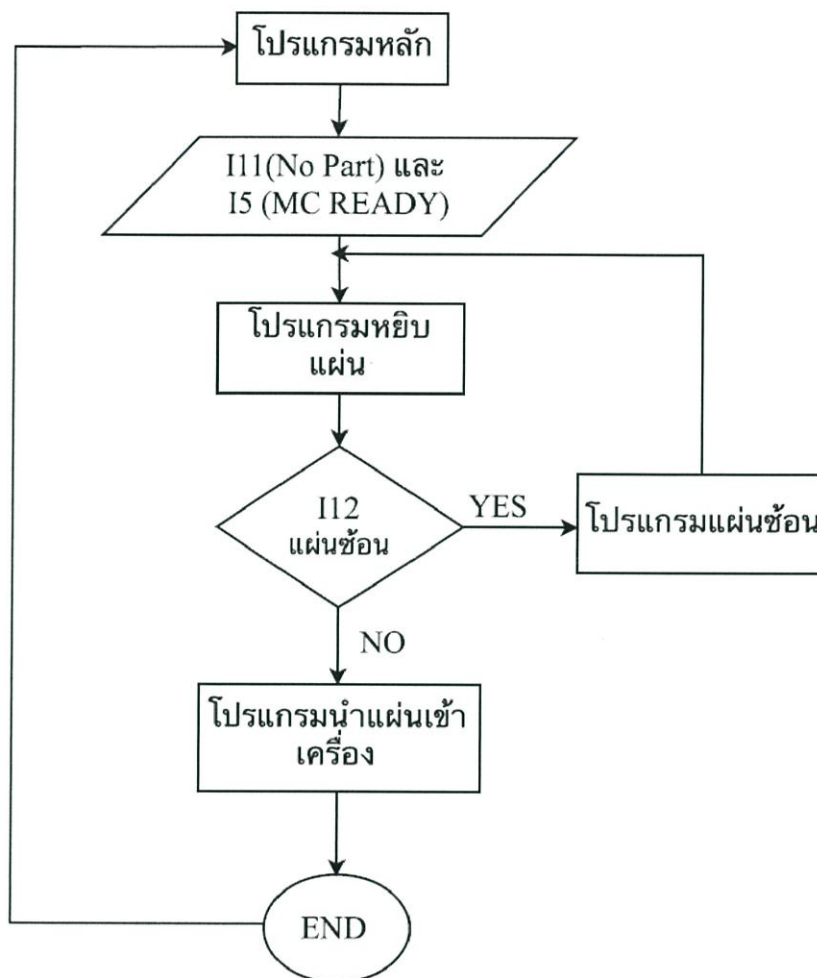 โปรแกรมหลัก
I11(No Part) และ
I5 (MC READY)
โปรแกรมหยิบ
แผ่น
I12
แผ่นซ้อน
YES
โปรแกรมแผ่นซ้อน
NO
โปรแกรมนำแผ่นเข้า
เครื่อง
END